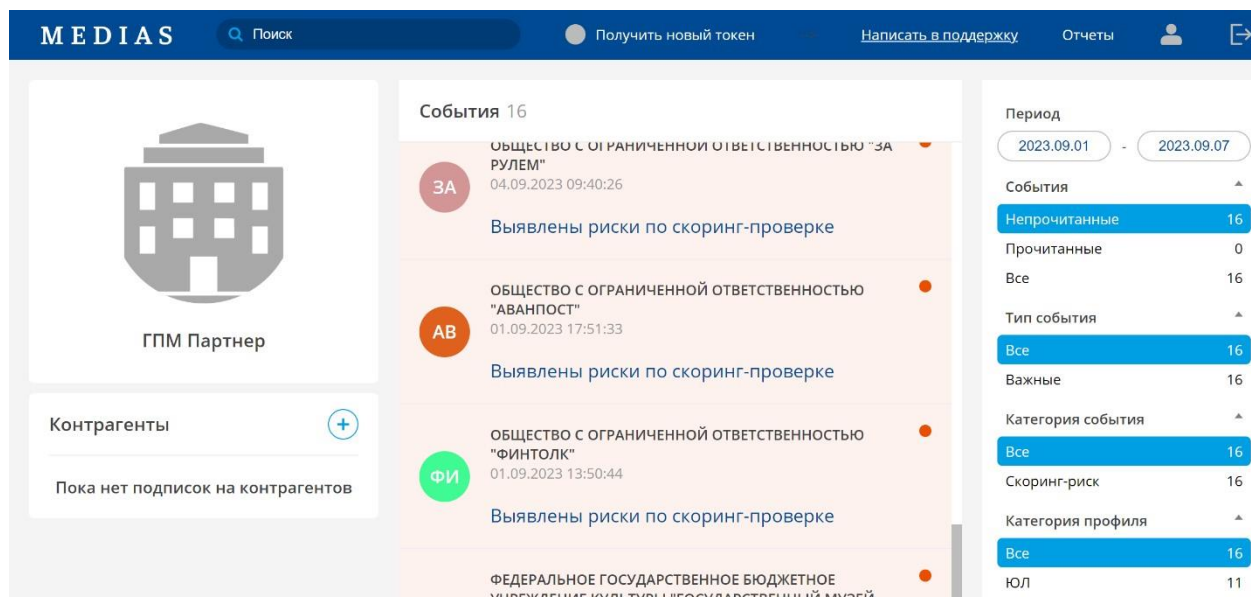 MEDIAS
Поиск
Получить новый токен
Написать в поддержку
Отчеты
ГПМ Партнер
Контрагенты
+
Пока нет подписок на контрагентов
События 16
ОБЩЕСТВО С ОГРАНИЧЕННОЙ ОТВЕТСТВЕННОСТЬЮ "ЗА
РУЛЕМ"
ЗА
04.09.2023 09:40:26
Выявлены риски по скоринг-проверке
ОБЩЕСТВО С ОГРАНИЧЕННОЙ ОТВЕТСТВЕННОСТЬЮ
"АВАНПОСТ"
АВ
01.09.2023 17:51:33
Выявлены риски по скоринг-проверке
ОБЩЕСТВО С ОГРАНИЧЕННОЙ ОТВЕТСТВЕННОСТЬЮ
"ФИНТОЛК"
ФИ
01.09.2023 13:50:44
Выявлены риски по скоринг-проверке
ФЕДЕРАЛЬНОЕ ГОСУДАРСТВЕННОЕ БЮДЖЕТНОЕ
УЧРЕЖДЕНИЕ КУЛЬТУРЫ "ГОСУДАРСТВЕННЫЙ МУЗЕЙ
Период
2023.09.01 - 2023.09.07
События
Непрочитанные 16
Прочитанные 0
Все 16
Тип события
Все 16
Важные 16
Категория события
Все 16
Скоринг-риск 16
Категория профиля
Все 16
ЮЛ 11